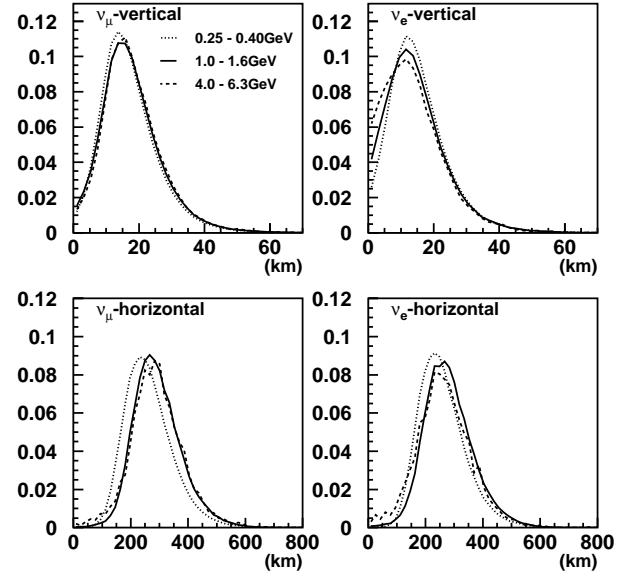 ν_μ-vertical
0.25 - 0.40GeV
1.0 - 1.6GeV
4.0 - 6.3GeV
0.12
0.1
0.08
0.06
0.04
0.02
0
0 20 40 60
(km)
ν_e-vertical
0.12
0.1
0.08
0.06
0.04
0.02
0
0 20 40 60
(km)
ν_μ-horizontal
0.12
0.1
0.08
0.06
0.04
0.02
0
0 200 400 600 800
(km)
ν_e-horizontal
0.12
0.1
0.08
0.06
0.04
0.02
0
0 200 400 600 800
(km)